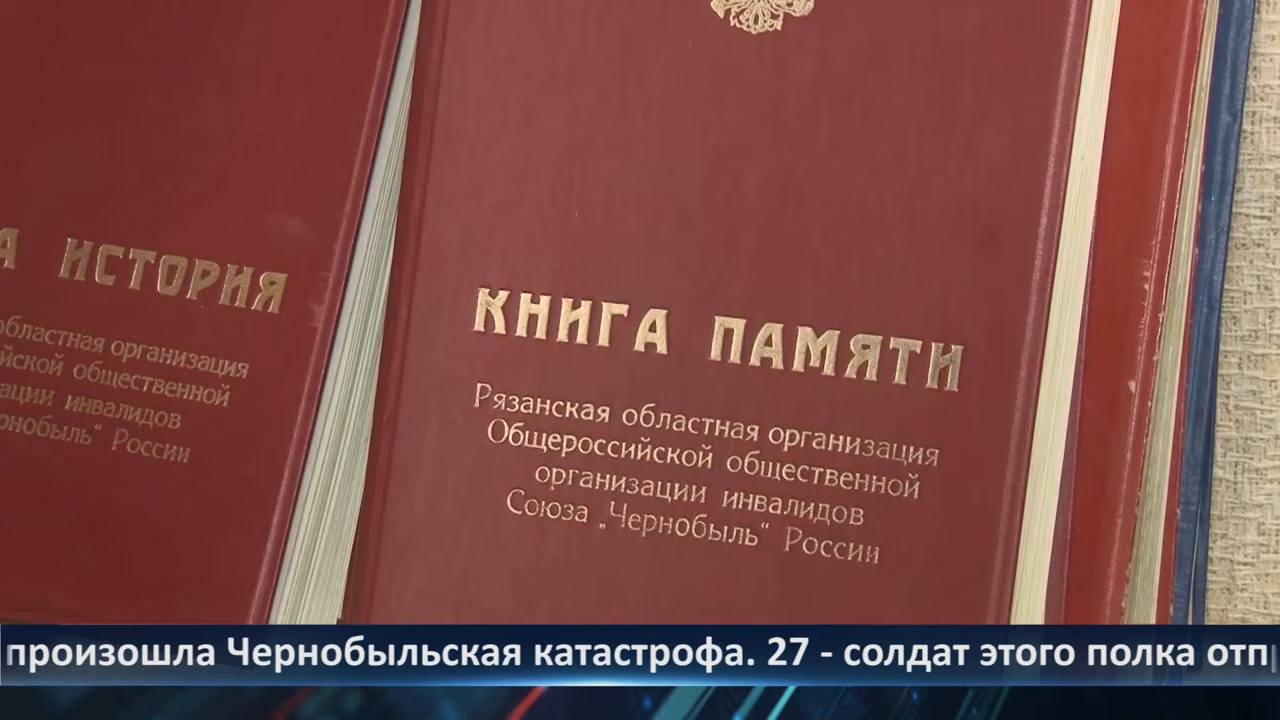 А ИСТОРИЯ
областная организация
йской общественной
ации инвалидов
рнобыль“ России
КНИГА ПАМЯТИ
Рязанская областная организация
Общероссийской общественной
организации инвалидов
Союза „Чернобыль“ России
произошла Чернобыльская катастрофа. 27 - солдат этого полка отп